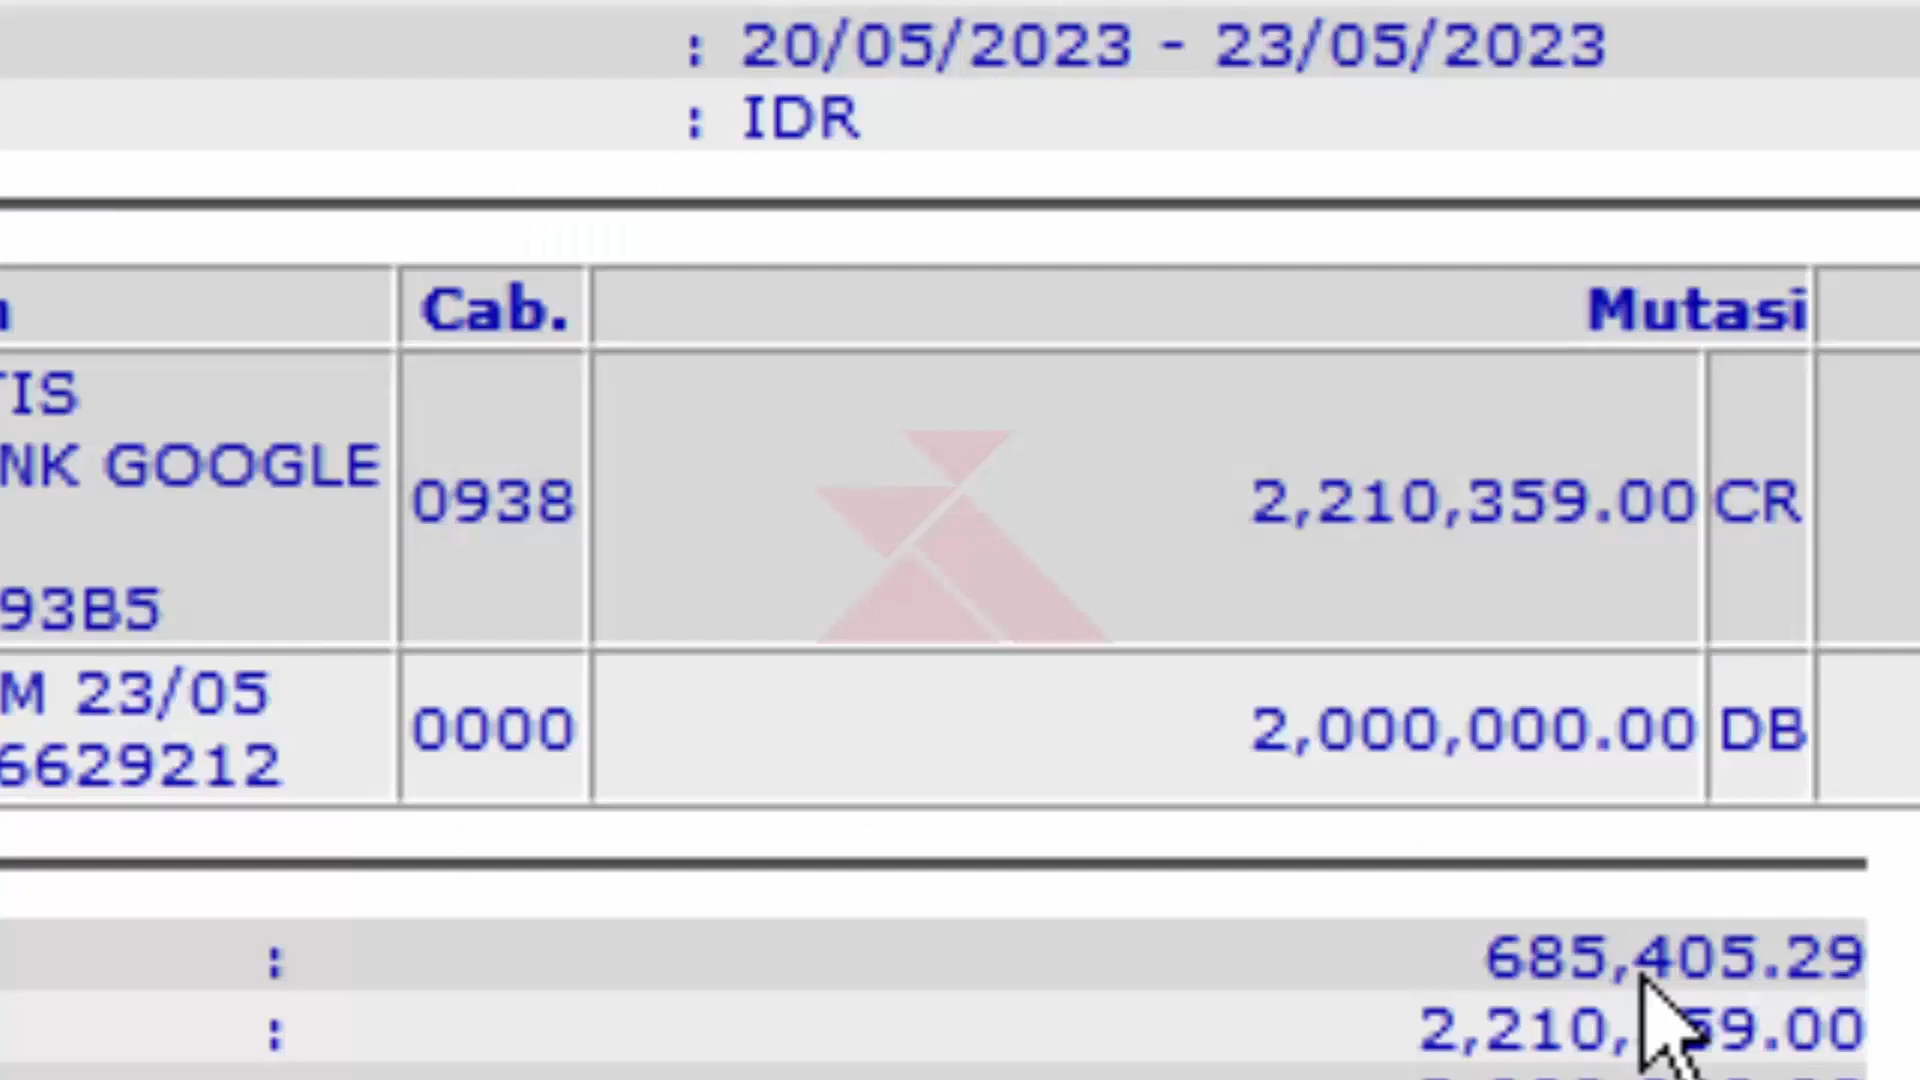 : 20/05/2023 - 23/05/2023
: IDR
Cab. Mutasi
TIS
NK GOOGLE
0938 2,210,359.00 CR
93B5
M 23/05
0000 2,000,000.00 DB
6629212
: 685,405.29
: